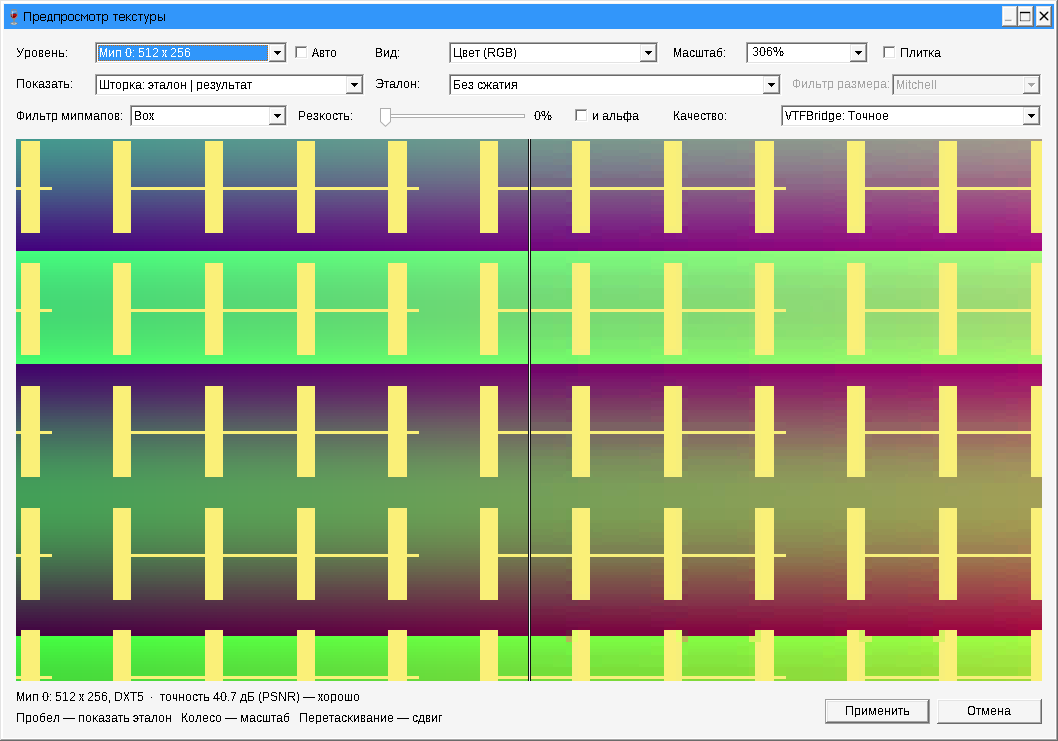 Предпросмотр текстуры
Уровень: Мип 0: 512 x 256 Авто Вид: Цвет (RGB) Масштаб: 306% Плитка
Показать: Шторка: эталон | результат Эталон: Без сжатия Фильтр размера: Mitchell
Фильтр мипмапов: Box Резкость: 0% и альфа Качество: VTFBridge: Точное
Мип 0: 512 x 256, DXT5 · точность 40.7 дБ (PSNR) — хорошо
Пробел — показать эталон Колесо — масштаб Перетаскивание — сдвиг
Применить Отмена